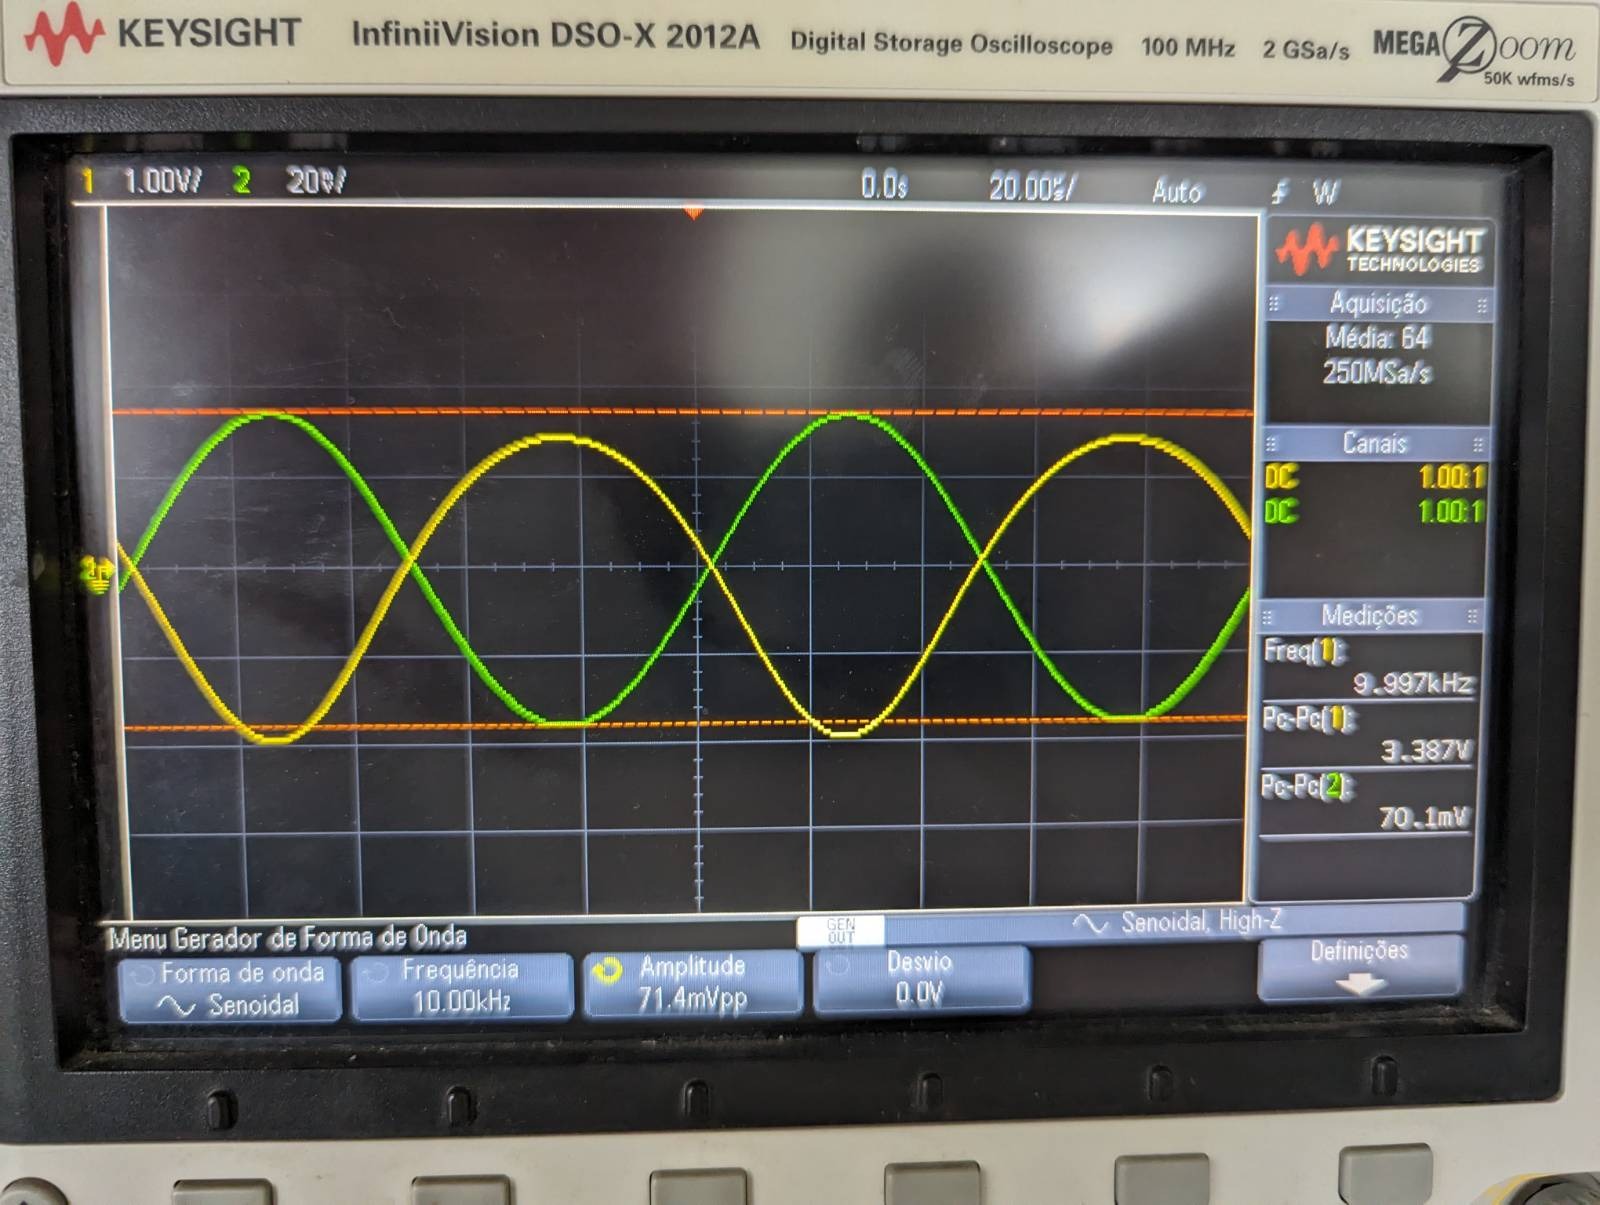 KEYSIGHT InfiniiVision DSO-X 2012A Digital Storage Oscilloscope 100 MHz 2 GSa/s MEGA Zoom
50K wfms/s
1 1.00V/ 2 20mV/ 0.0s 20.00us/ Auto W
KEYSIGHT
TECHNOLOGIES
Aquisição
Média: 64
250MSa/s
Canais
DC 1.00:1
DC 1.00:1
Medições
Freq(1):
9.997kHz
Pc-Pc(1):
3.387V
Pc-Pc(2):
70.1mV
Menu Gerador de Forma de Onda
GEN
OUT
Senoidal, High-Z
Forma de onda
Senoidal
Frequência
10.00kHz
Amplitude
71.4mVpp
Desvio
0.0V
Definições